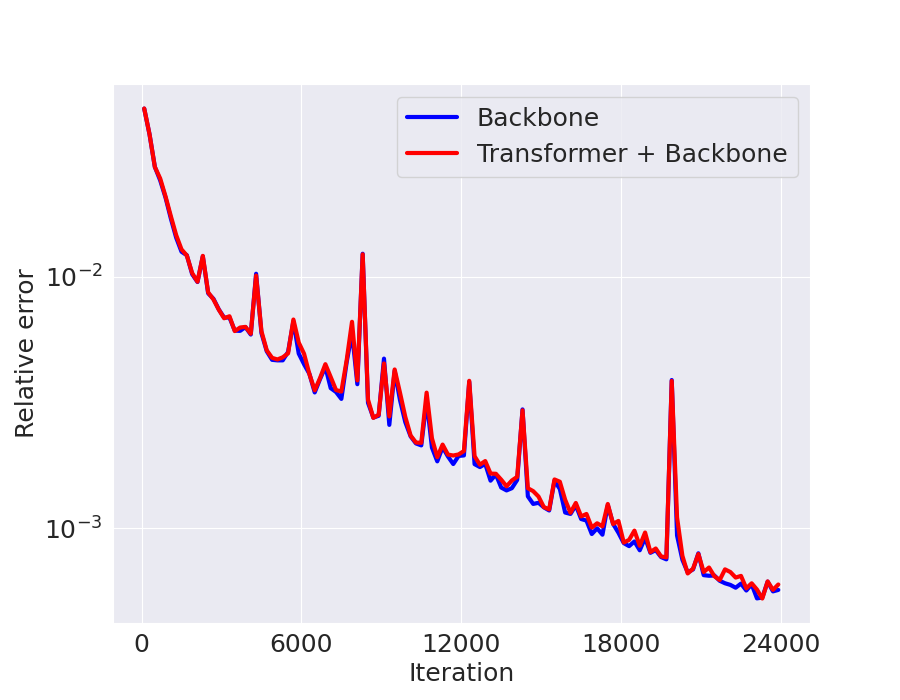 Backbone
Transformer + Backbone
Relative error
10⁻²
10⁻³
0 6000 12000 18000 24000
Iteration